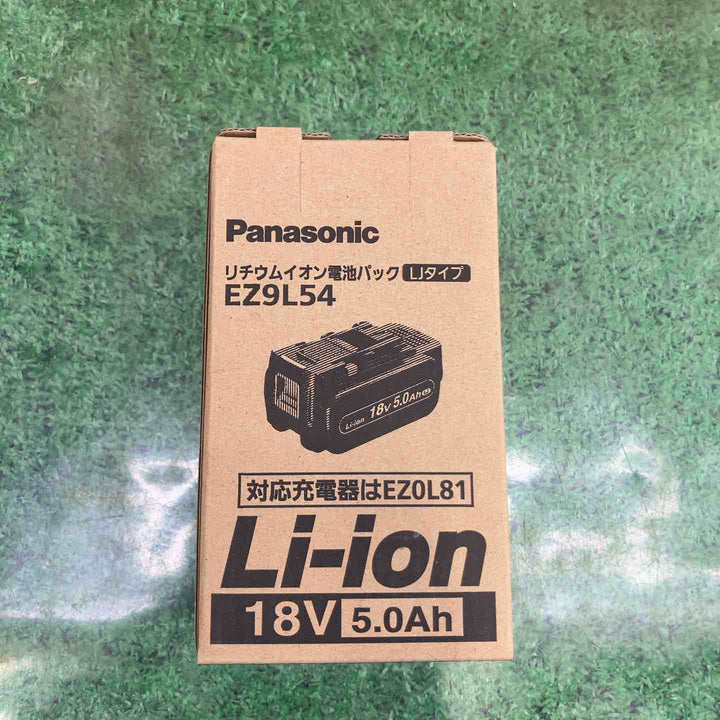 Panasonic
リチウムイオン電池パック LJタイプ
EZ9L54
Li-ion 18V 5.0Ah LJ
対応充電器はEZ0L81
Li-ion
18V 5.0Ah